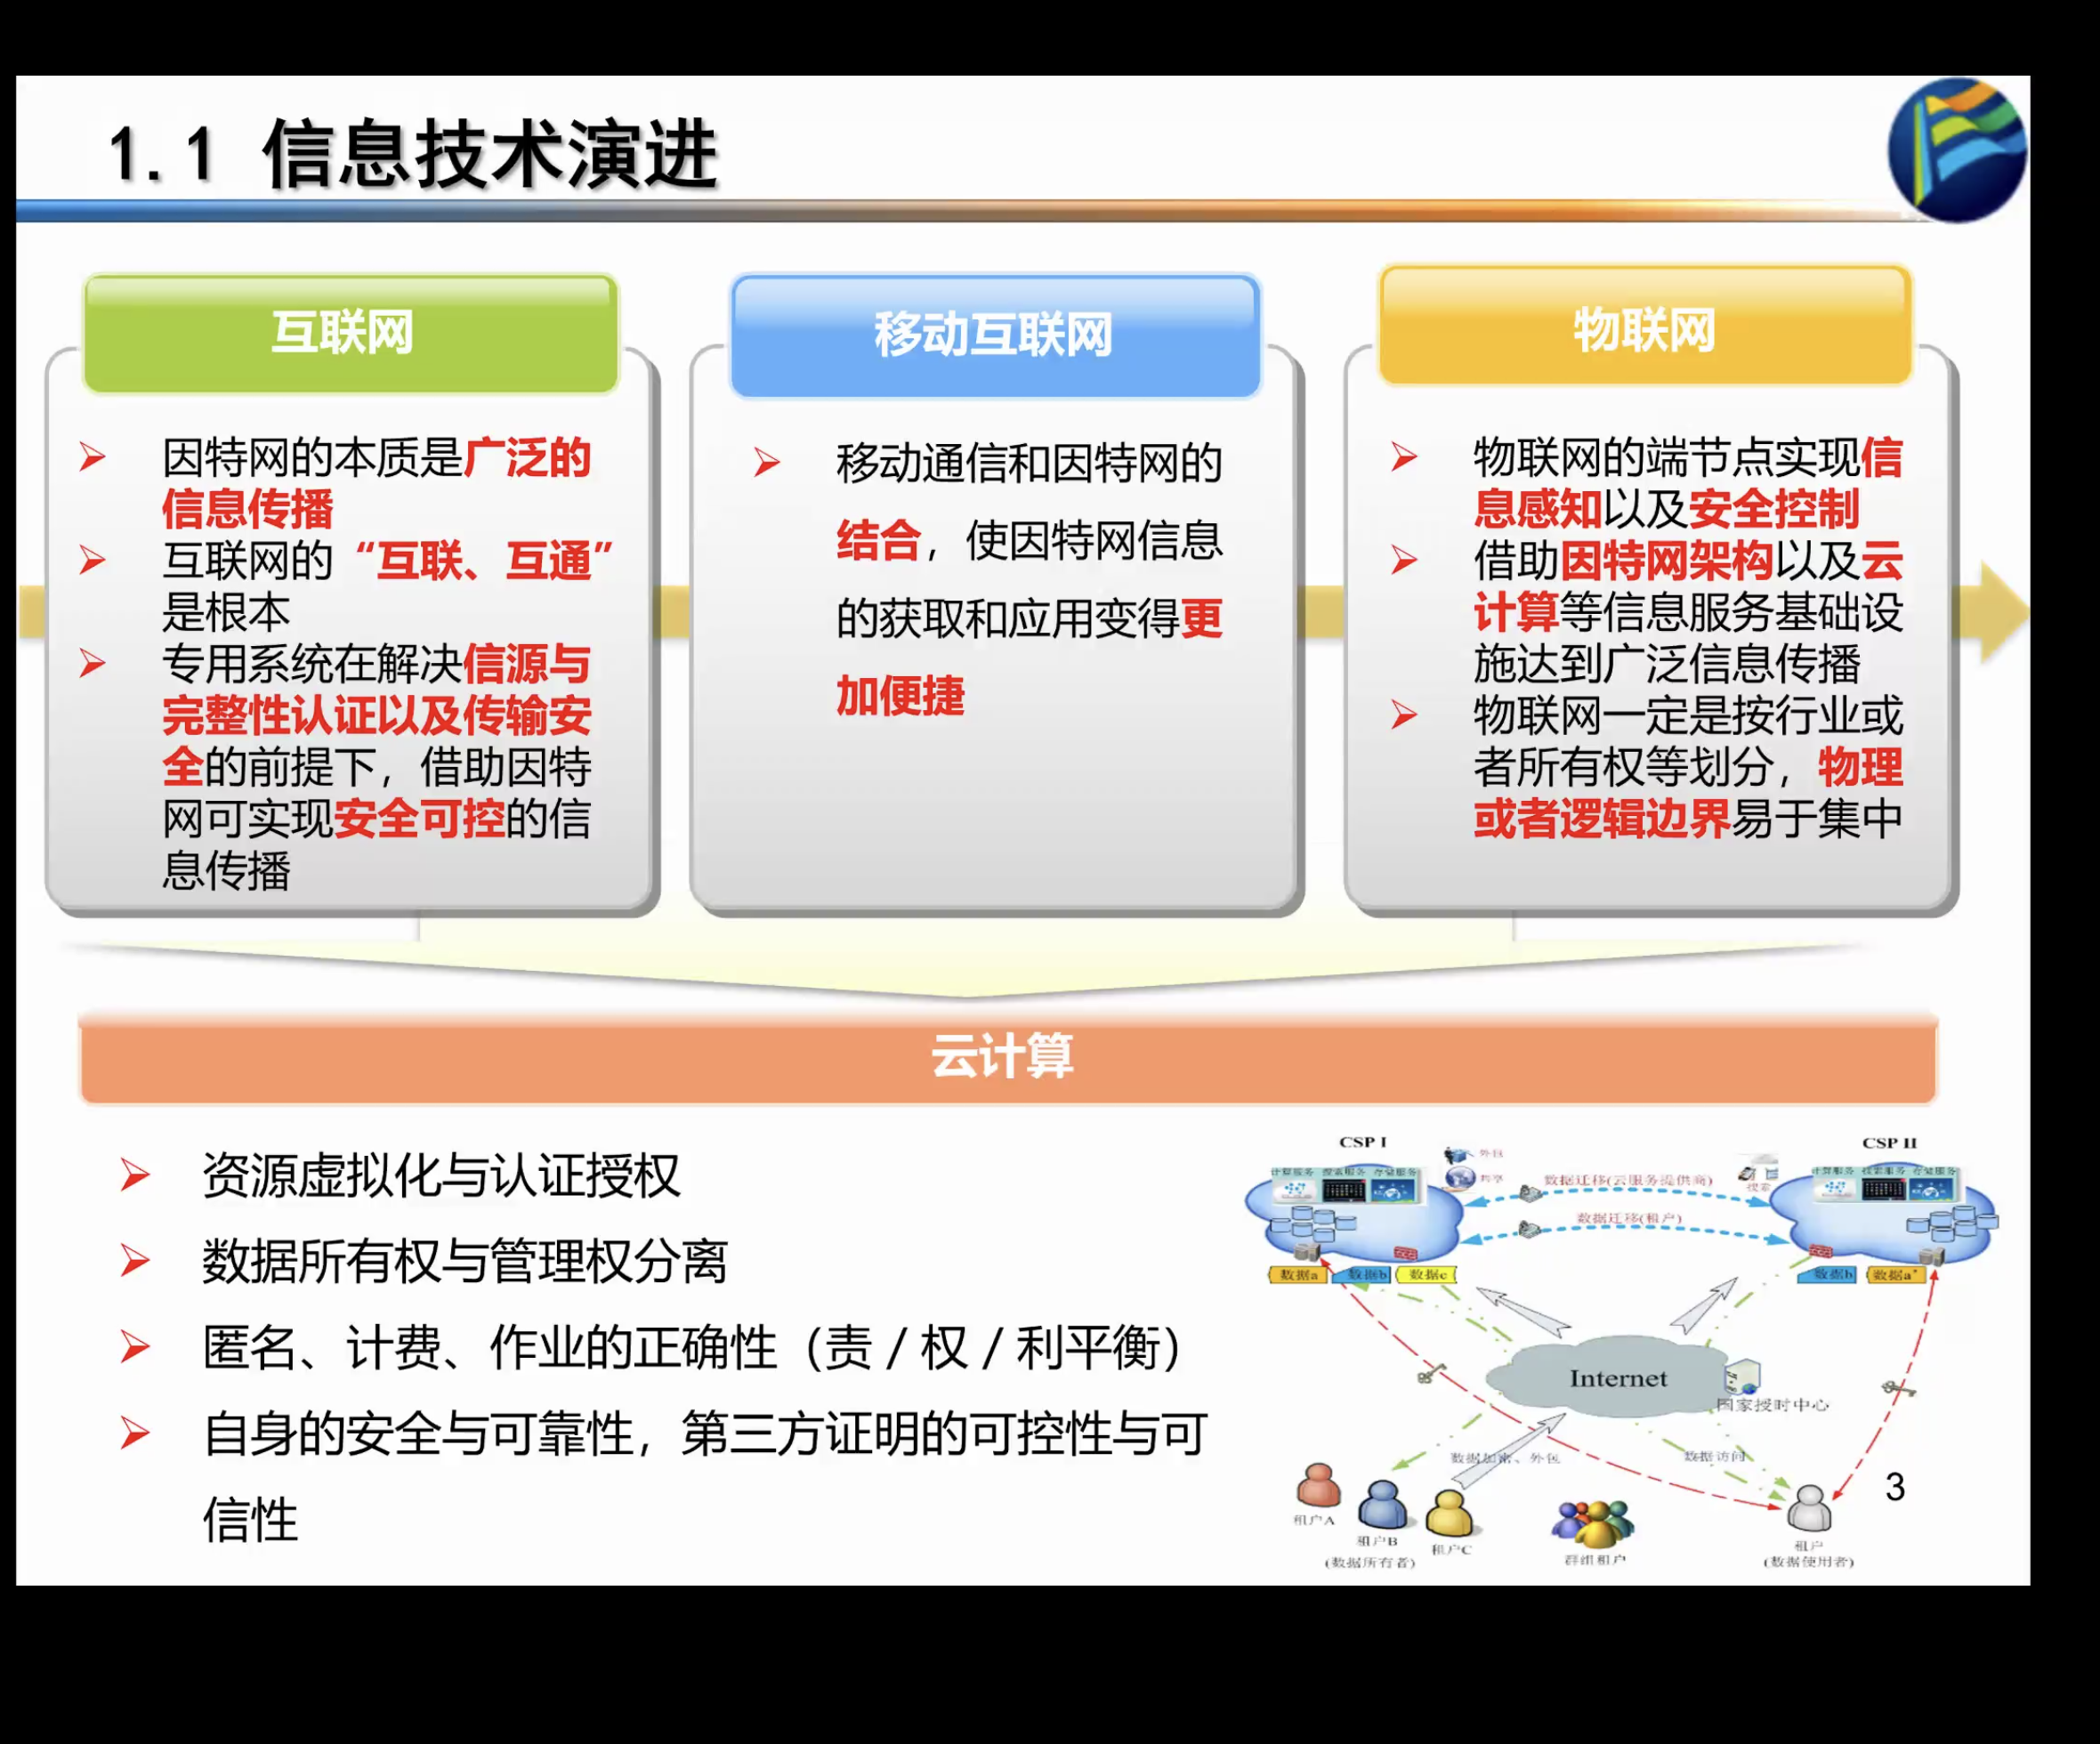 1.1 信息技术演进
互联网
因特网的本质是广泛的
信息传播
互联网的“互联、互通”
是根本
专用系统在解决信源与
完整性认证以及传输安
全的前提下，借助因特
网可实现安全可控的信
息传播
移动互联网
移动通信和因特网的
结合，使因特网信息
的获取和应用变得更
加便捷
物联网
物联网的端节点实现信
息感知以及安全控制
借助因特网架构以及云
计算等信息服务基础设
施达到广泛信息传播
物联网一定是按行业或
者所有权等划分，物理
或者逻辑边界易于集中
云计算
资源虚拟化与认证授权
数据所有权与管理权分离
匿名、计费、作业的正确性（责/权/利平衡）
自身的安全与可靠性，第三方证明的可控性与可
信性
CSP I
CSP II
外包
共享
搜索
计算服务 搜索服务 存储服务
计算服务 搜索服务 存储服务
数据迁移(云服务提供商)
数据迁移(租户)
数据a
数据b
数据c
数据b
数据a'
Internet
国家授时中心
数据加密、外包
数据访问
租户A
租户B
租户C
(数据所有者)
群组租户
租户
(数据使用者)
3